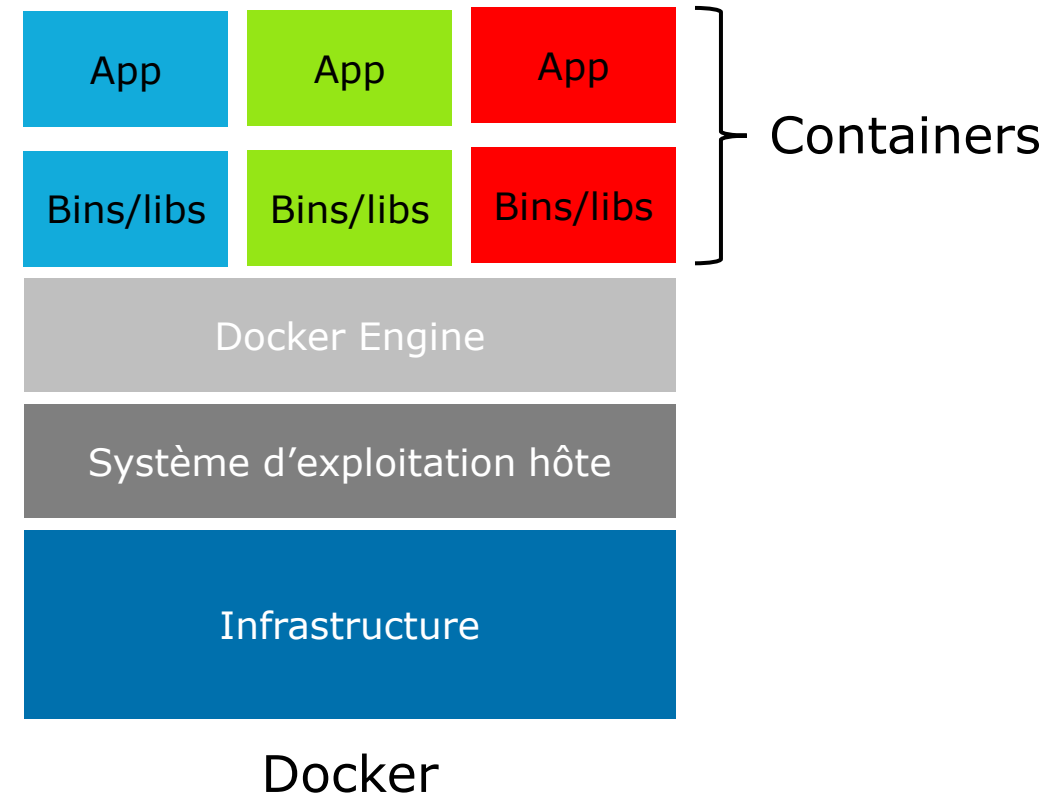 App
App
App
Containers
Bins/libs
Bins/libs
Bins/libs
Docker Engine
Système d’exploitation hôte
Infrastructure
Docker